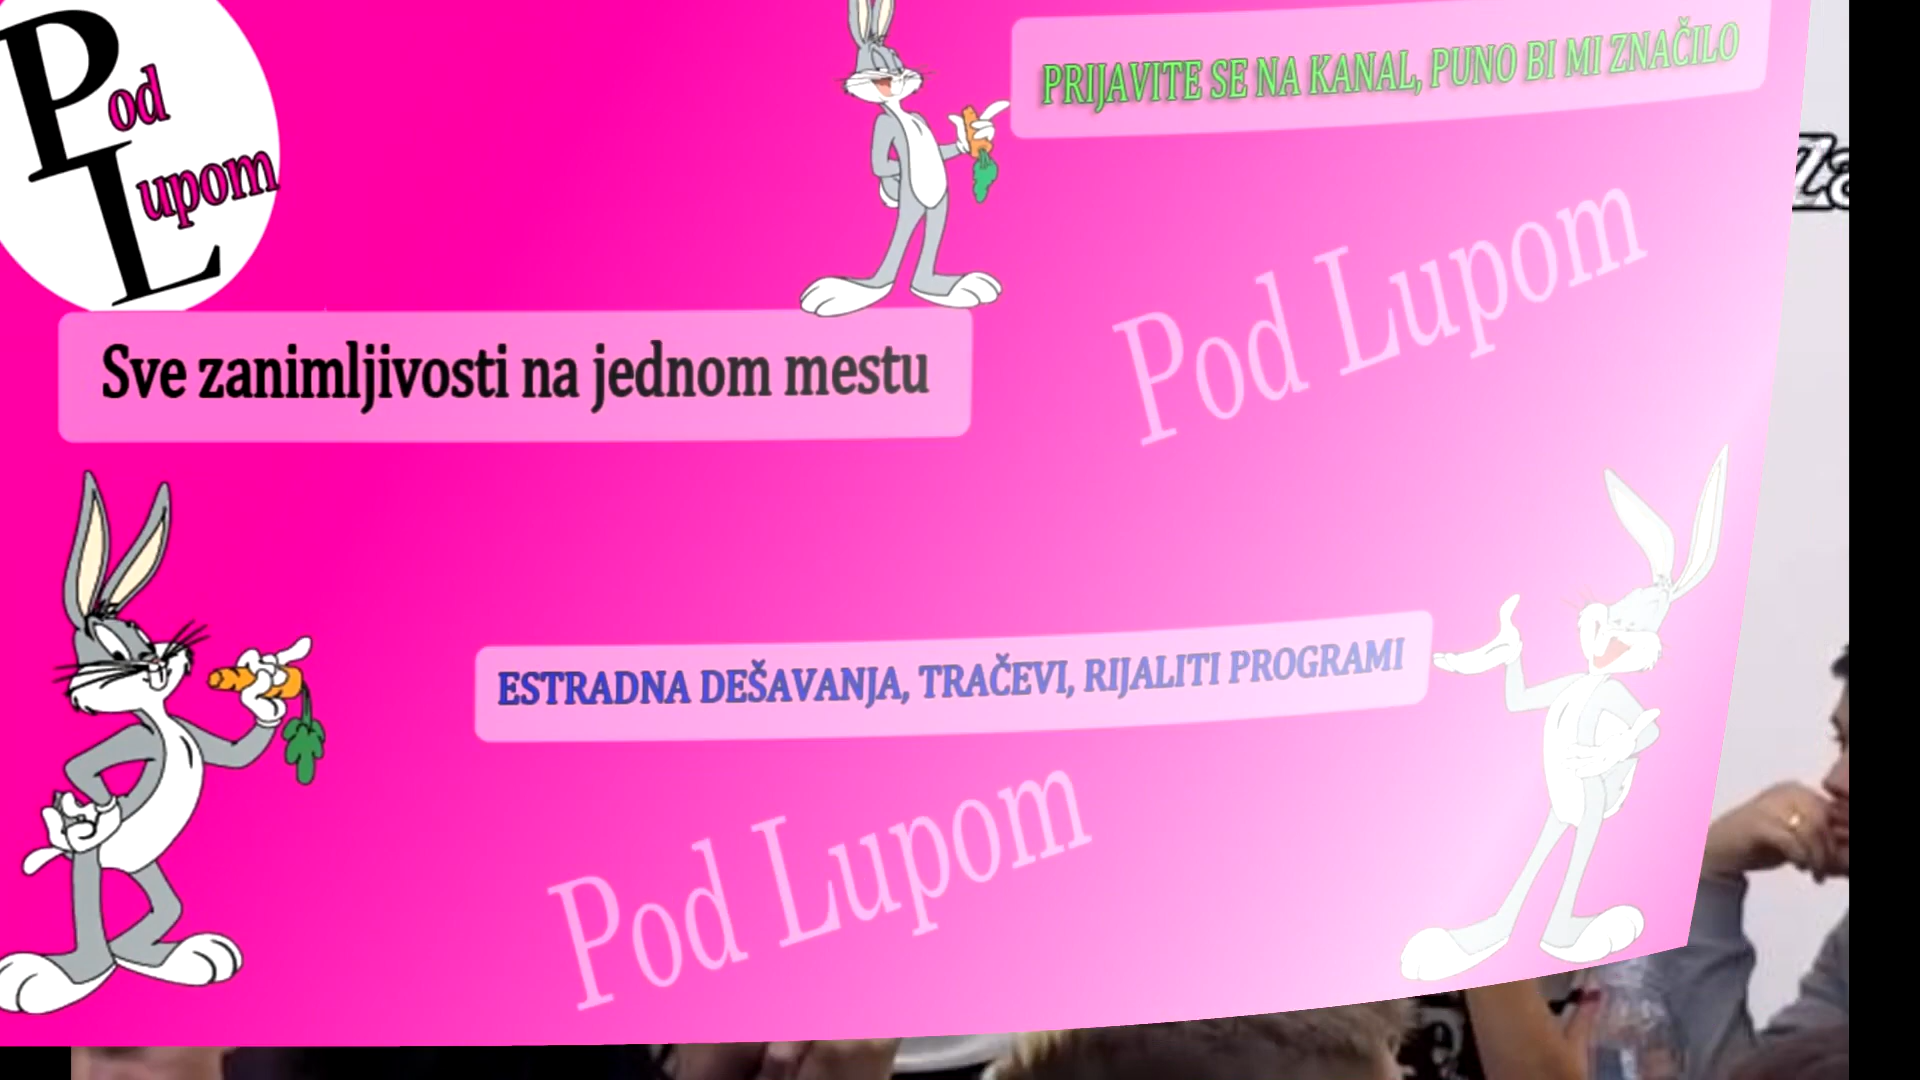 Pod
Lupom
PRIJAVITE SE NA KANAL, PUNO BI MI ZNAČILO
Pod Lupom
Sve zanimljivosti na jednom mestu
ESTRADNA DEŠAVANJA, TRAČEVI, RIJALITI PROGRAMI
Pod Lupom